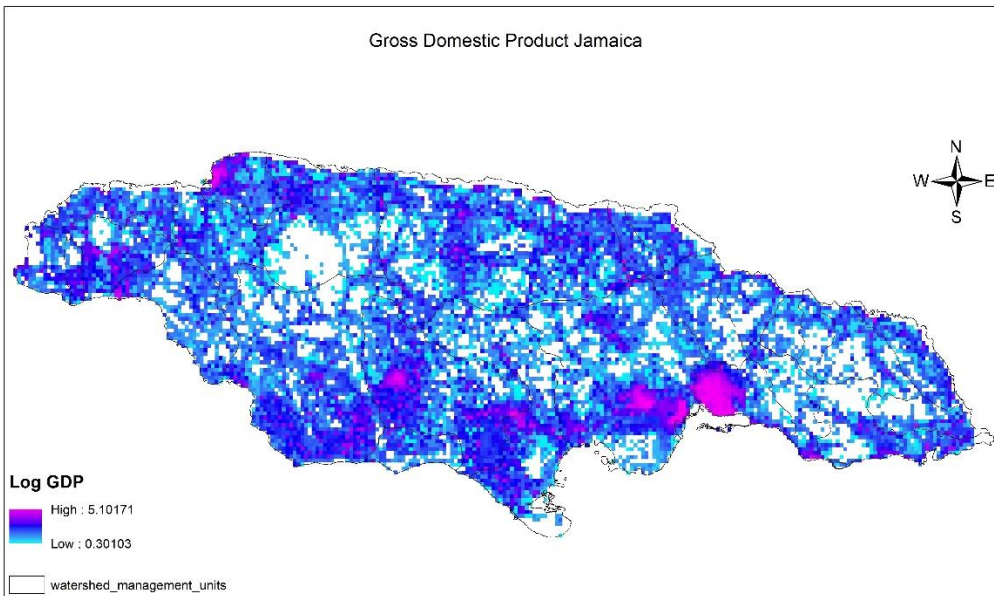 Gross Domestic Product Jamaica
N
W E
S
Log GDP
High : 5.10171
Low : 0.30103
watershed_management_units